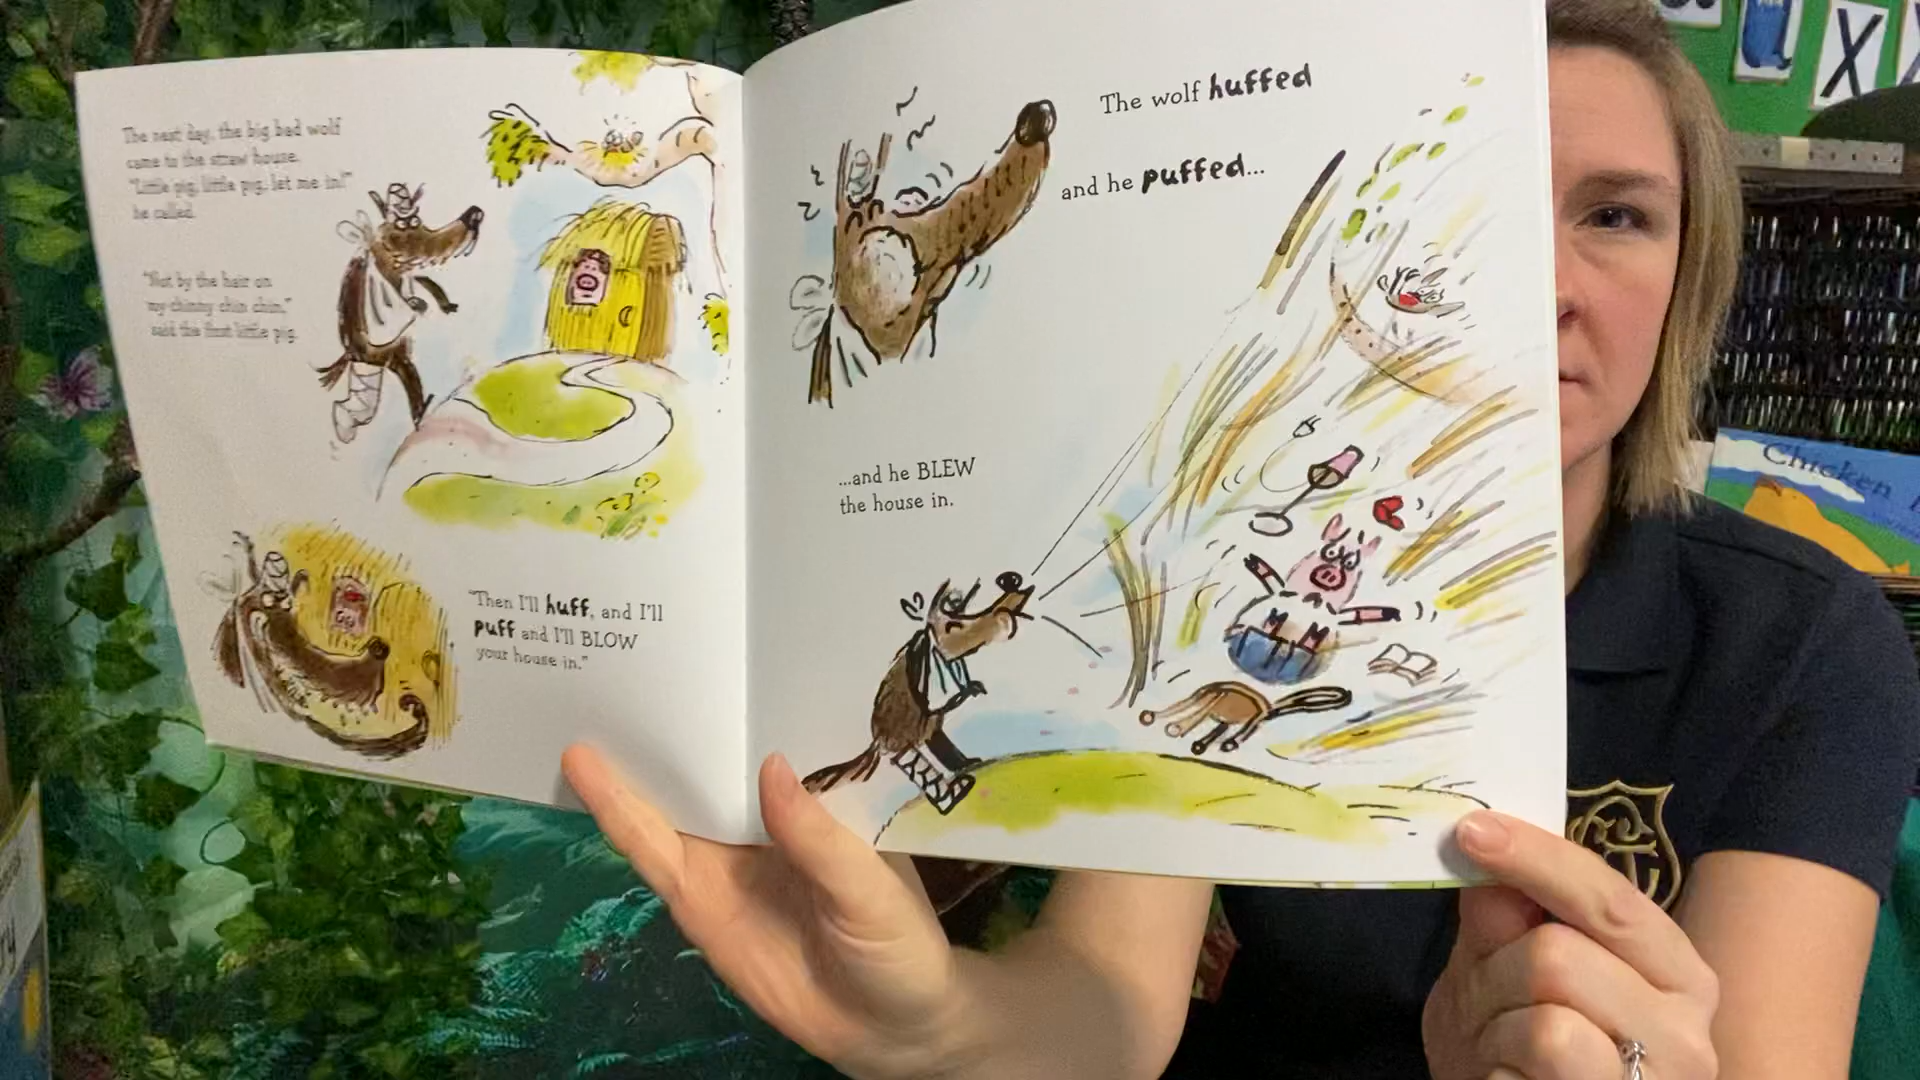 The next day, the big bad wolf
came to the straw house.
"Little pig, little pig, let me in!"
he called.
"Not by the hair on
my chinny chin chin,"
said the first little pig.
"Then I'll huff, and I'll
puff and I'll BLOW
your house in."
The wolf huffed
and he puffed...
...and he BLEW
the house in.
X
Chicken